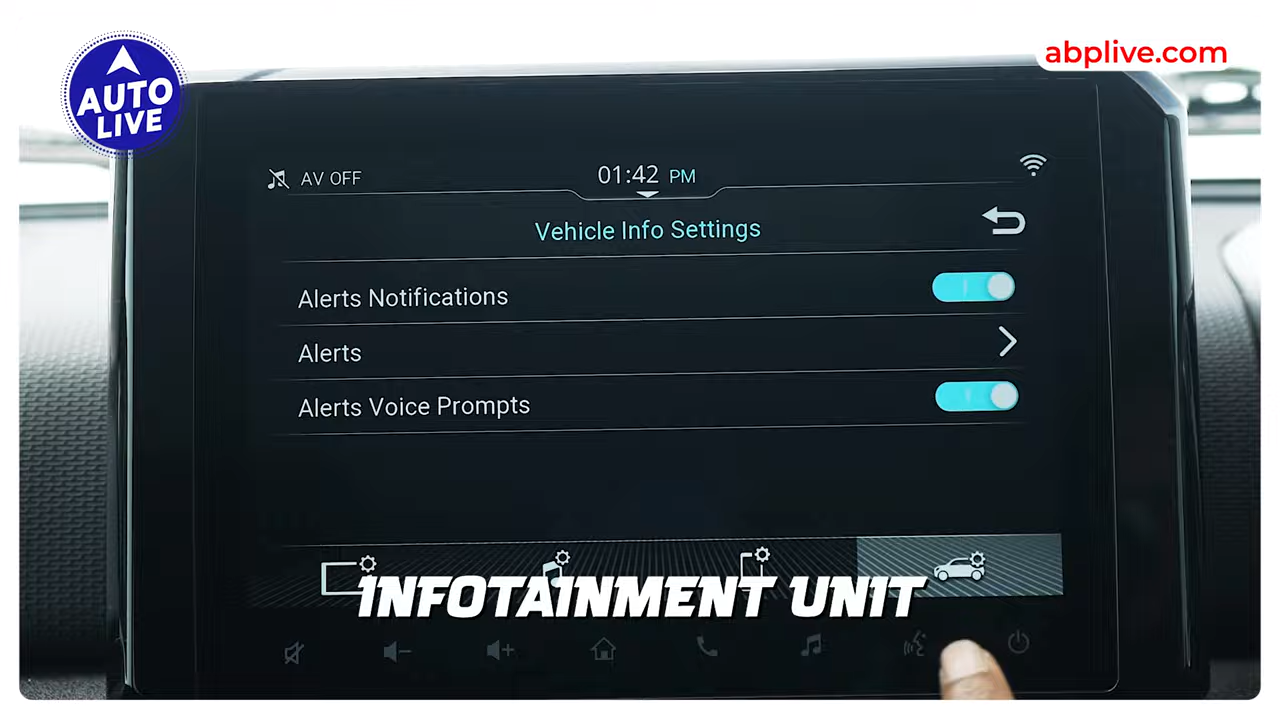 abplive.com
AUTO
LIVE
AV OFF
01:42 PM
Vehicle Info Settings
Alerts Notifications
Alerts
Alerts Voice Prompts
INFOTAINMENT UNIT